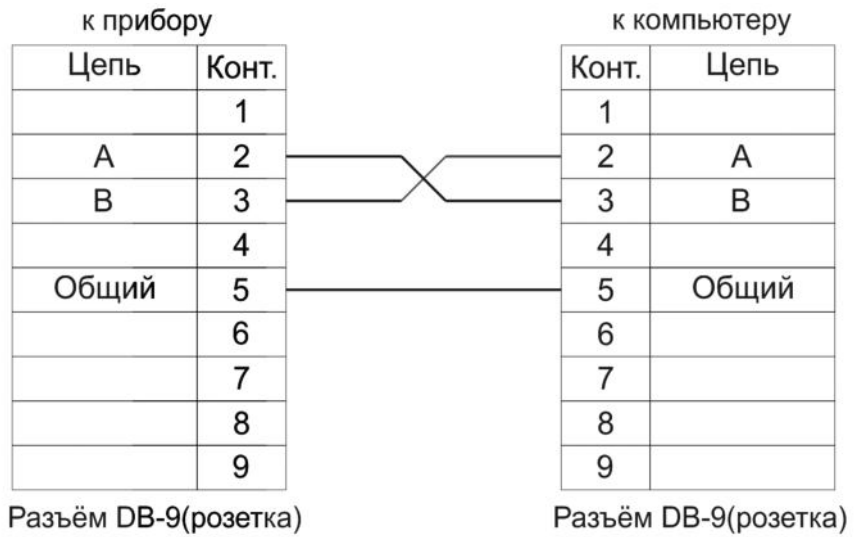 к прибору к компьютеру
Цепь Конт. Конт. Цепь
1 1
A 2 2 A
B 3 3 B
4 4
Общий 5 5 Общий
6 6
7 7
8 8
9 9
Разъём DB-9(розетка) Разъём DB-9(розетка)